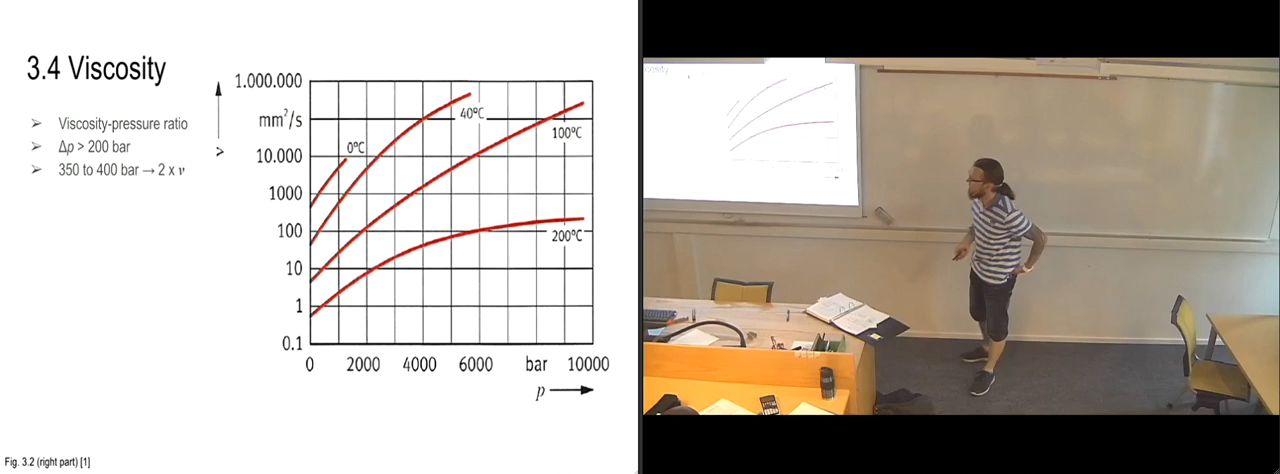 3.4 Viscosity
➢ Viscosity-pressure ratio
➢ Δp > 200 bar
➢ 350 to 400 bar → 2 x ν
ν
1.000.000
mm²/s
10.000
1000
100
10
1
0.1
0°C
40°C
100°C
200°C
0 2000 4000 6000 bar 10000
p
Fig. 3.2 (right part) [1]